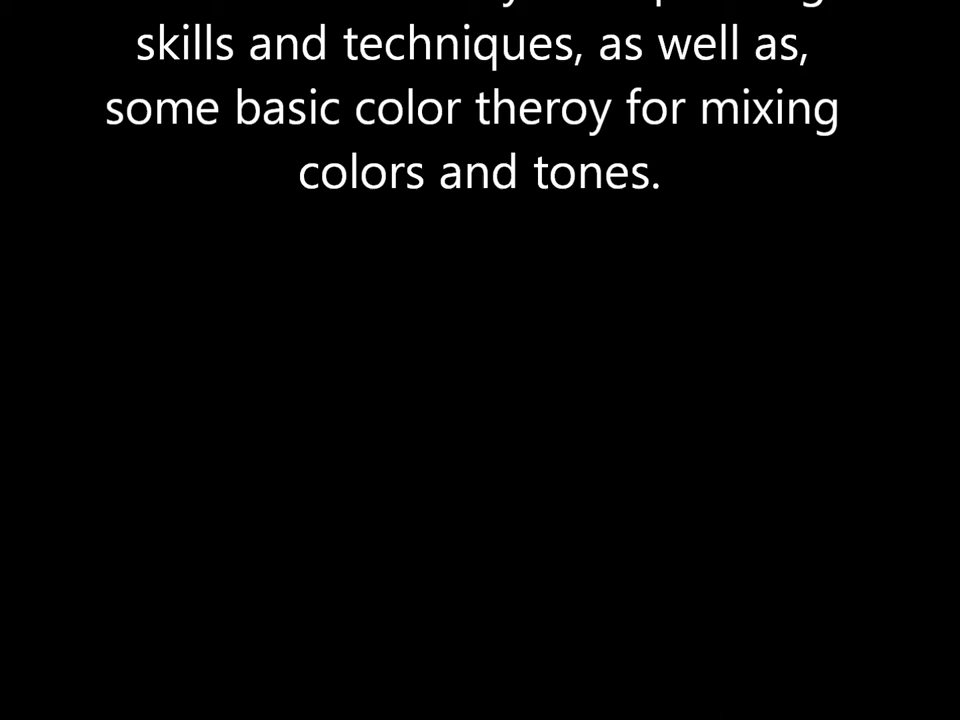 skills and techniques, as well as,
some basic color theroy for mixing
colors and tones.